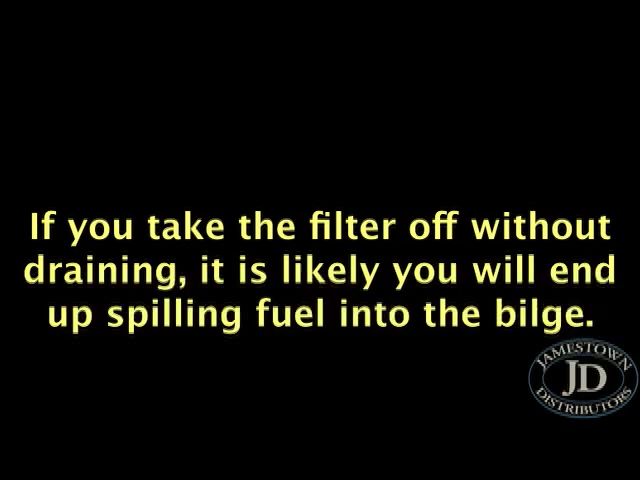 If you take the filter off without
draining, it is likely you will end
up spilling fuel into the bilge.
JAMESTOWN
JD
DISTRIBUTORS